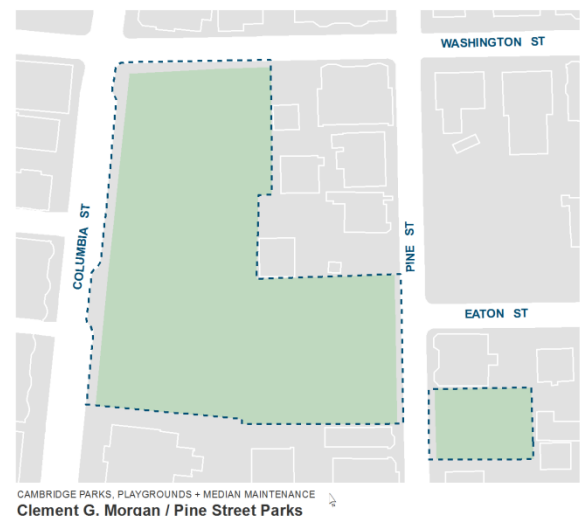 WASHINGTON ST
COLUMBIA ST
PINE ST
EATON ST
CAMBRIDGE PARKS, PLAYGROUNDS + MEDIAN MAINTENANCE
Clement G. Morgan / Pine Street Parks